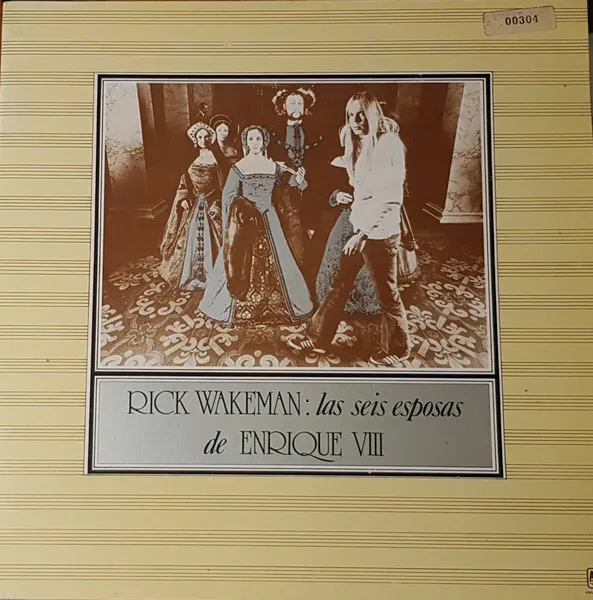 00304
RICK WAKEMAN: las seis esposas
de ENRIQUE VIII